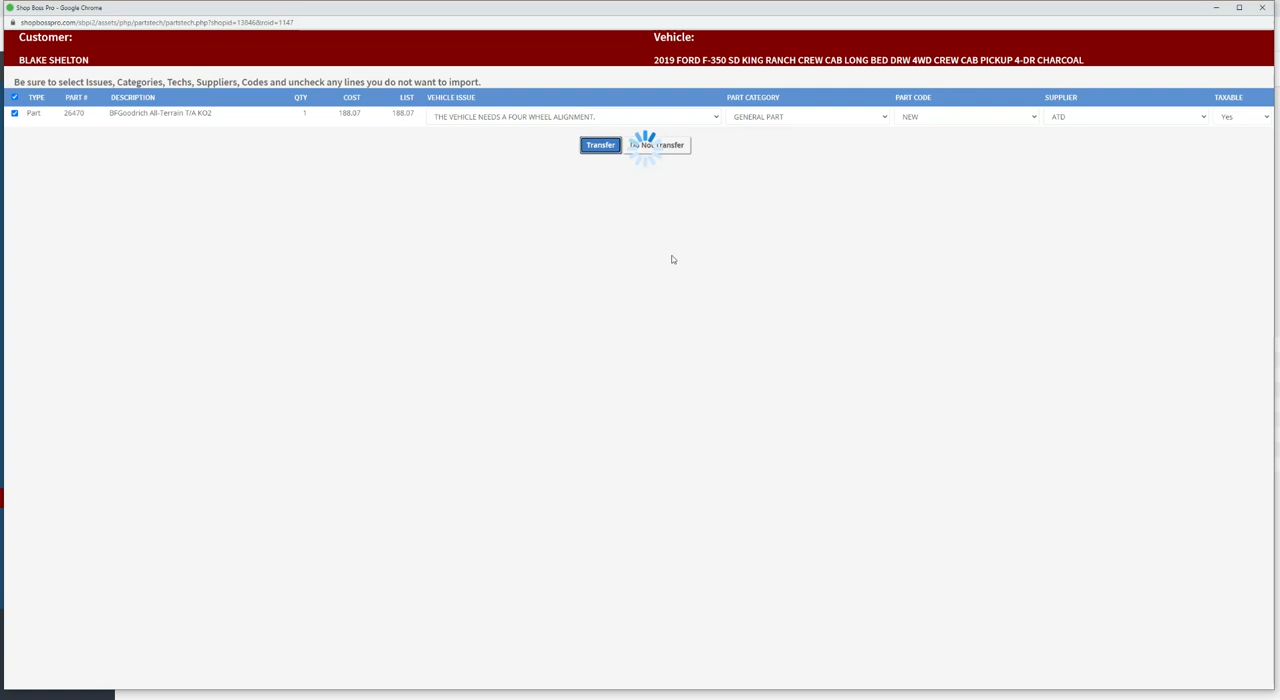 Shop Boss Pro - Google Chrome
shopbosspro.com/sbpi2/assets/php/partstech/partstech.php?shopid=13846&roid=1147
Customer: Vehicle:
BLAKE SHELTON 2019 FORD F-350 SD KING RANCH CREW CAB LONG BED DRW 4WD CREW CAB PICKUP 4-DR CHARCOAL
Be sure to select Issues, Categories, Techs, Suppliers, Codes and uncheck any lines you do not want to import.
TYPE PART # DESCRIPTION QTY COST LIST VEHICLE ISSUE PART CATEGORY PART CODE SUPPLIER TAXABLE
Part 26470 BFGoodrich All-Terrain T/A KO2 1 188.07 188.07 THE VEHICLE NEEDS A FOUR WHEEL ALIGNMENT. GENERAL PART NEW ATD Yes
Transfer Do Not Transfer